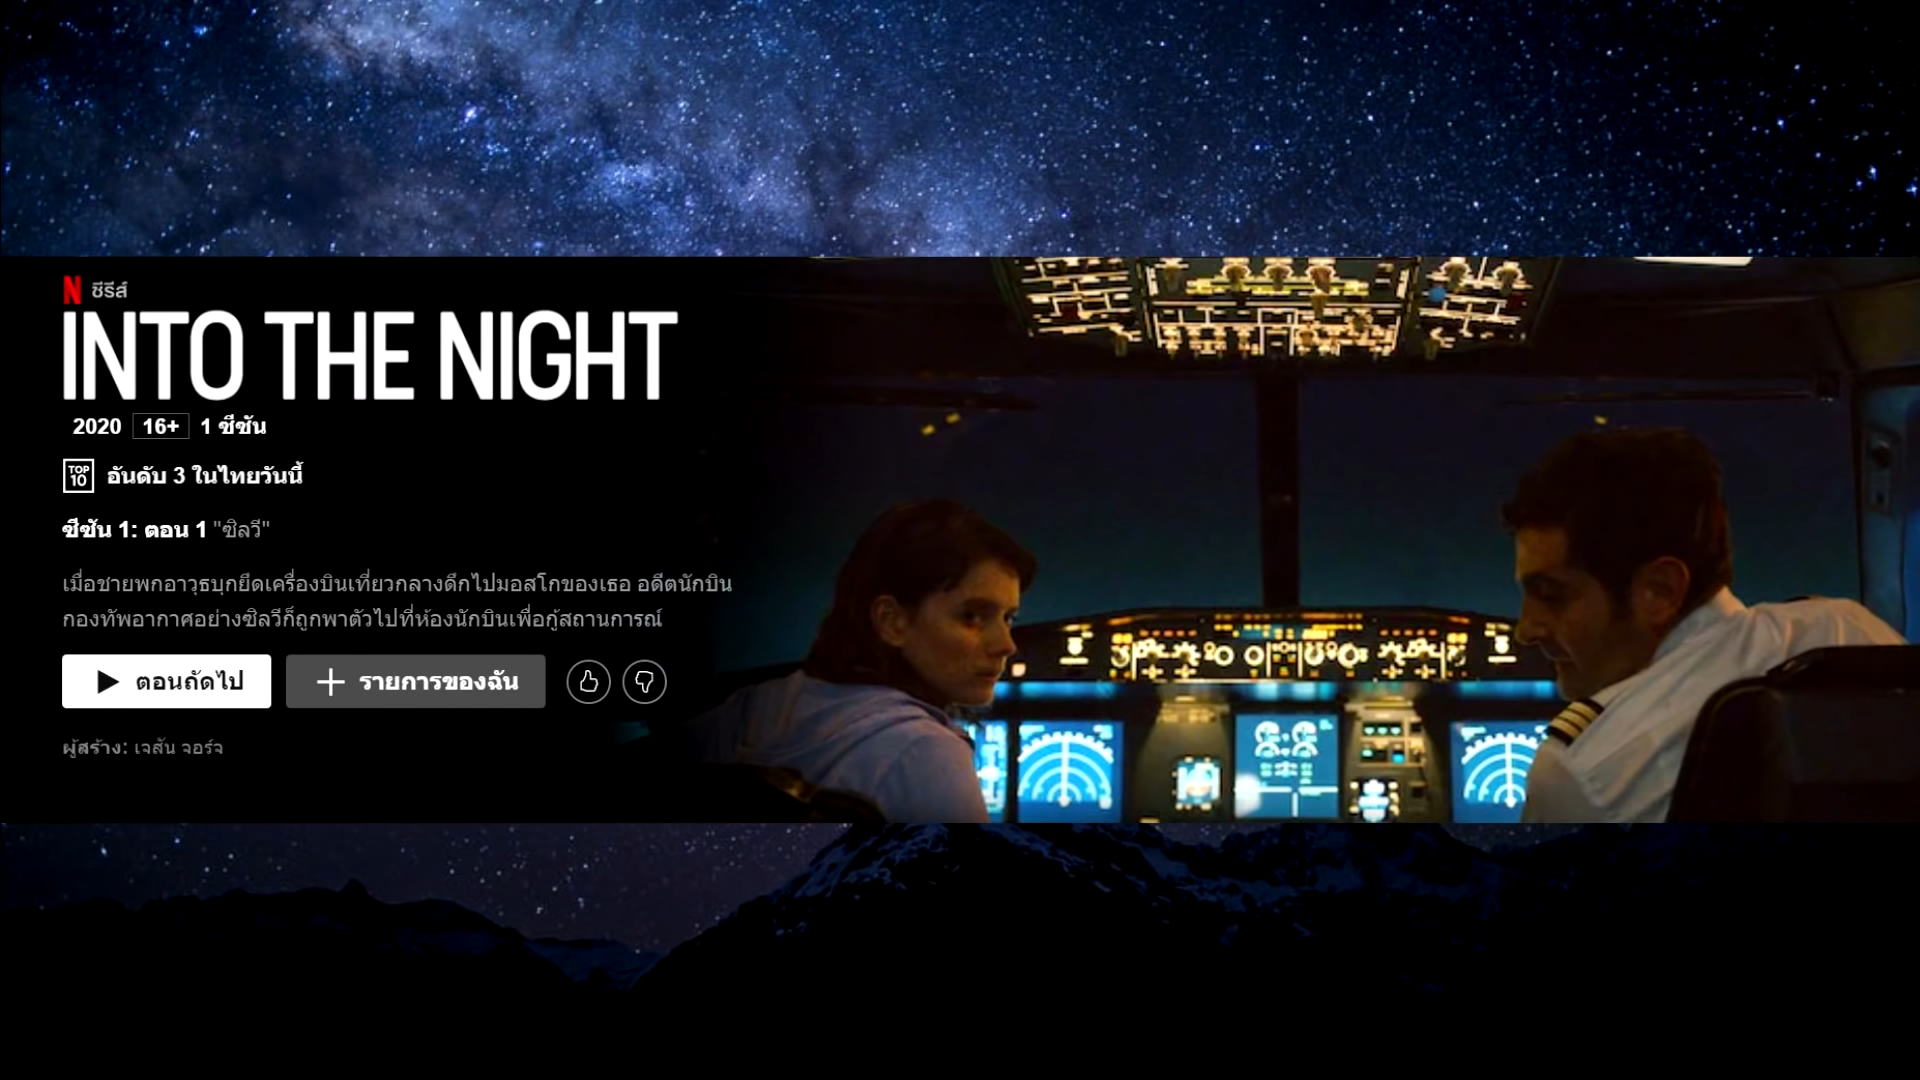 N ซีรีส์
INTO THE NIGHT
2020 16+ 1 ซีซัน
TOP 10 อันดับ 3 ในไทยวันนี้
ซีซัน 1: ตอน 1 "ซิลวี"
เมื่อชายพกอาวุธบุกยึดเครื่องบินเที่ยวกลางดึกไปมอสโกของเธอ อดีตนักบิน
กองทัพอากาศอย่างซิลวีก็ถูกพาตัวไปที่ห้องนักบินเพื่อกู้สถานการณ์
ตอนถัดไป รายการของฉัน
ผู้สร้าง: เจสัน จอร์จ